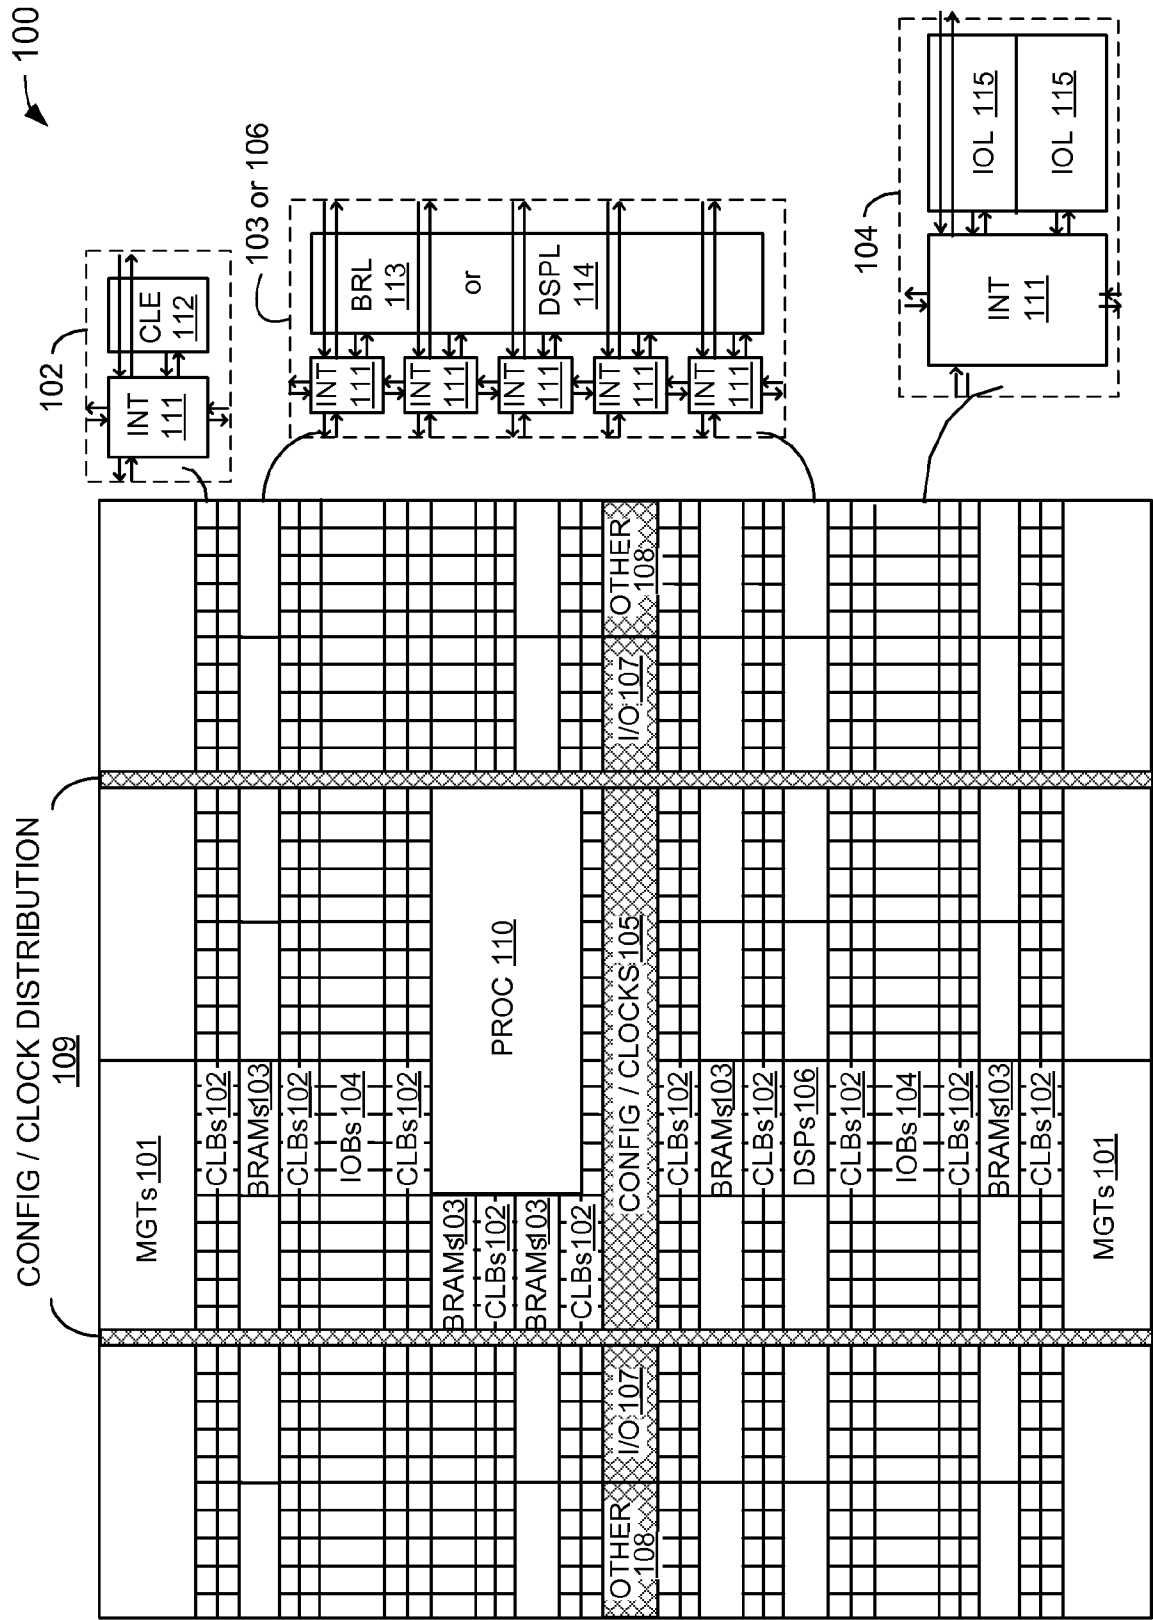 100
CONFIG / CLOCK DISTRIBUTION
109
MGTs 101
CLBs 102
BRAMs 103
CLBs 102
IOBs 104
CLBs 102
BRAMs 103
CLBs 102
BRAMs 103
CLBs 102
PROC 110
OTHER
108
I/O 107
CONFIG / CLOCKS 105
I/O 107
OTHER
108
CLBs 102
BRAMs 103
CLBs 102
DSPs 106
CLBs 102
IOBs 104
CLBs 102
BRAMs 103
CLBs 102
MGTs 101
102
INT
111
CLE
112
103 or 106
INT
111
INT
111
INT
111
INT
111
INT
111
BRL
113
or
DSPL
114
104
INT
111
IOL 115
IOL 115